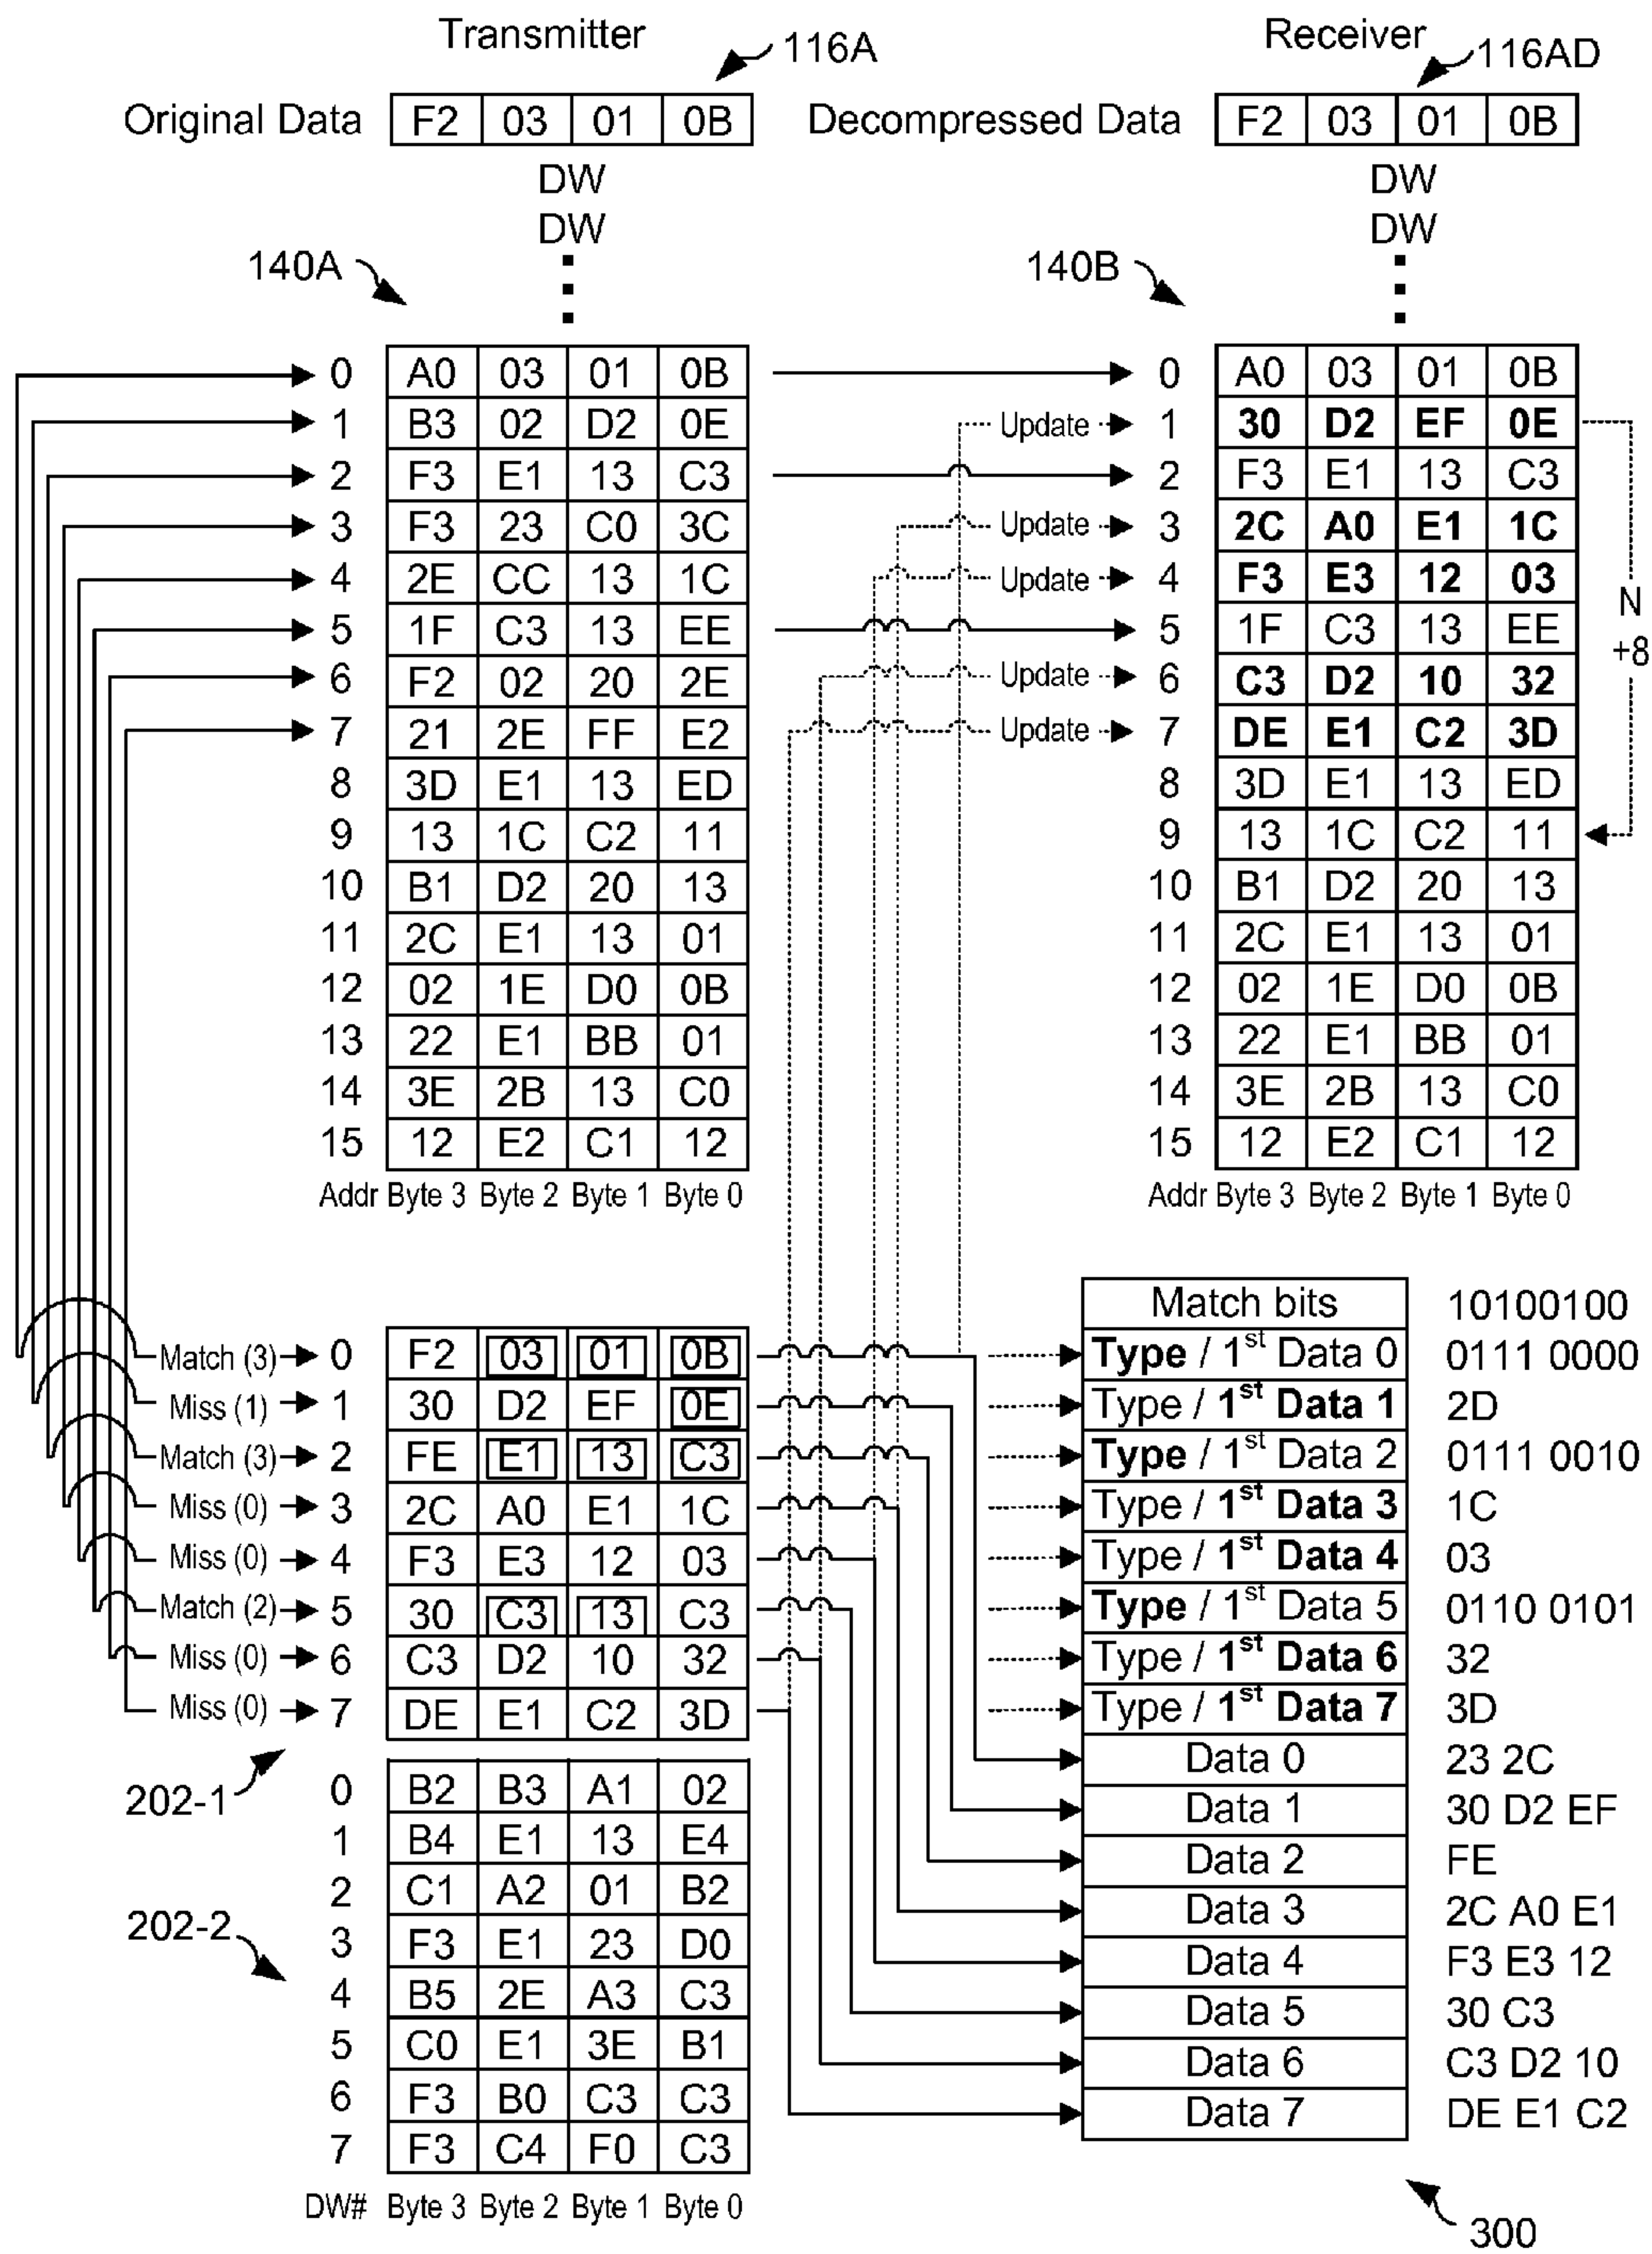 Transmitter
116A
Receiver
116AD
Original Data F2 03 01 0B
Decompressed Data F2 03 01 0B
DW DW
DW DW
140A
140B
0 A0 03 01 0B 0 A0 03 01 0B
1 B3 02 D2 0E Update 1 30 D2 EF 0E
2 F3 E1 13 C3 2 F3 E1 13 C3
3 F3 23 C0 3C Update 3 2C A0 E1 1C
4 2E CC 13 1C Update 4 F3 E3 12 03
N
5 1F C3 13 EE 5 1F C3 13 EE
+8
6 F2 02 20 2E Update 6 C3 D2 10 32
7 21 2E FF E2 Update 7 DE E1 C2 3D
8 3D E1 13 ED 8 3D E1 13 ED
9 13 1C C2 11 9 13 1C C2 11
10 B1 D2 20 13 10 B1 D2 20 13
11 2C E1 13 01 11 2C E1 13 01
12 02 1E D0 0B 12 02 1E D0 0B
13 22 E1 BB 01 13 22 E1 BB 01
14 3E 2B 13 C0 14 3E 2B 13 C0
15 12 E2 C1 12 15 12 E2 C1 12
Addr Byte 3 Byte 2 Byte 1 Byte 0 Addr Byte 3 Byte 2 Byte 1 Byte 0
Match bits 10100100
Match (3) 0 F2 03 01 0B Type / 1st Data 0 0111 0000
Miss (1) 1 30 D2 EF 0E Type / 1st Data 1 2D
Match (3) 2 FE E1 13 C3 Type / 1st Data 2 0111 0010
Miss (0) 3 2C A0 E1 1C Type / 1st Data 3 1C
Miss (0) 4 F3 E3 12 03 Type / 1st Data 4 03
Match (2) 5 30 C3 13 C3 Type / 1st Data 5 0110 0101
Miss (0) 6 C3 D2 10 32 Type / 1st Data 6 32
Miss (0) 7 DE E1 C2 3D Type / 1st Data 7 3D
202-1
Data 0 23 2C
0 B2 B3 A1 02
Data 1 30 D2 EF
1 B4 E1 13 E4
Data 2 FE
2 C1 A2 01 B2
Data 3 2C A0 E1
202-2
3 F3 E1 23 D0
Data 4 F3 E3 12
4 B5 2E A3 C3
Data 5 30 C3
5 C0 E1 3E B1
Data 6 C3 D2 10
6 F3 B0 C3 C3
Data 7 DE E1 C2
7 F3 C4 F0 C3
DW# Byte 3 Byte 2 Byte 1 Byte 0
300